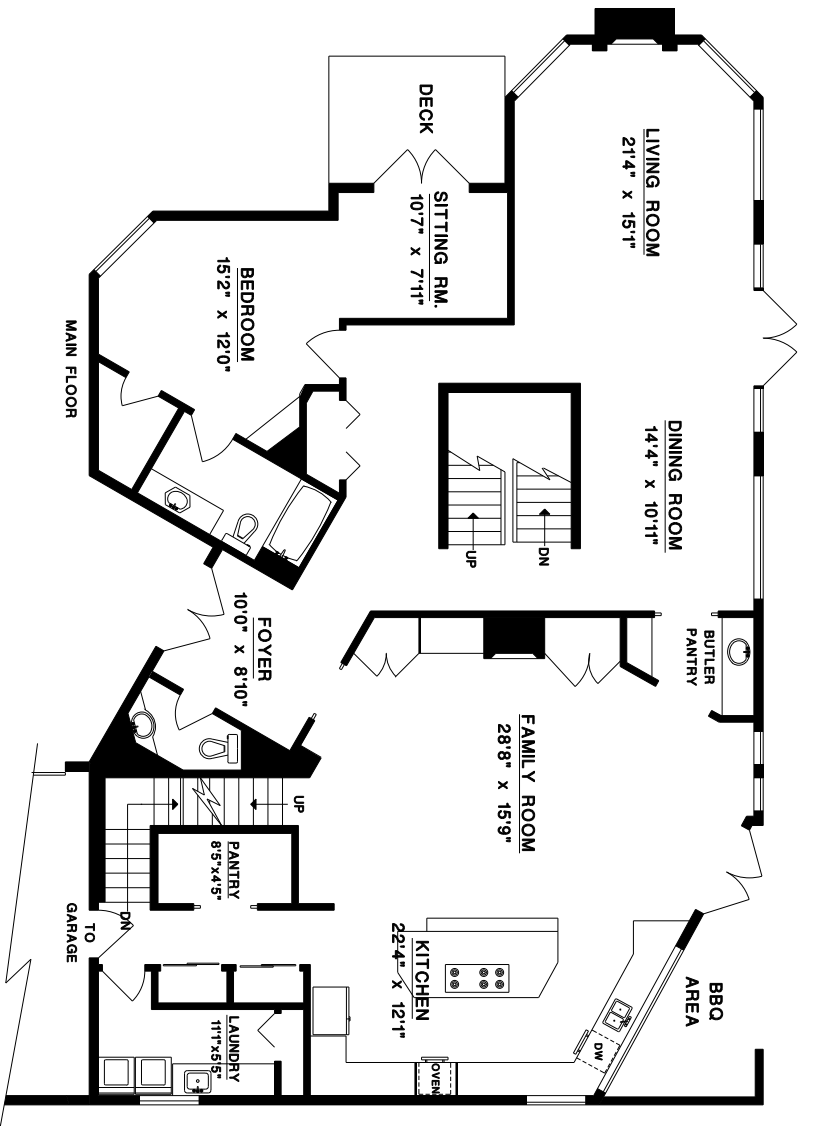 DECK
LIVING ROOM
21'4" x 15'1"
SITTING RM.
10'7" x 7'11"
BEDROOM
15'2" x 12'0"
MAIN FLOOR
DINING ROOM
14'4" x 10'11"
UP
DN
FOYER
10'0" x 8'10"
BUTLER
PANTRY
FAMILY ROOM
28'8" x 15'9"
UP
PANTRY
8'5"x4'5"
DN
TO
GARAGE
KITCHEN
22'4" x 12'1"
BBQ
AREA
LAUNDRY
11'1"x5'5"
DW
OVEN